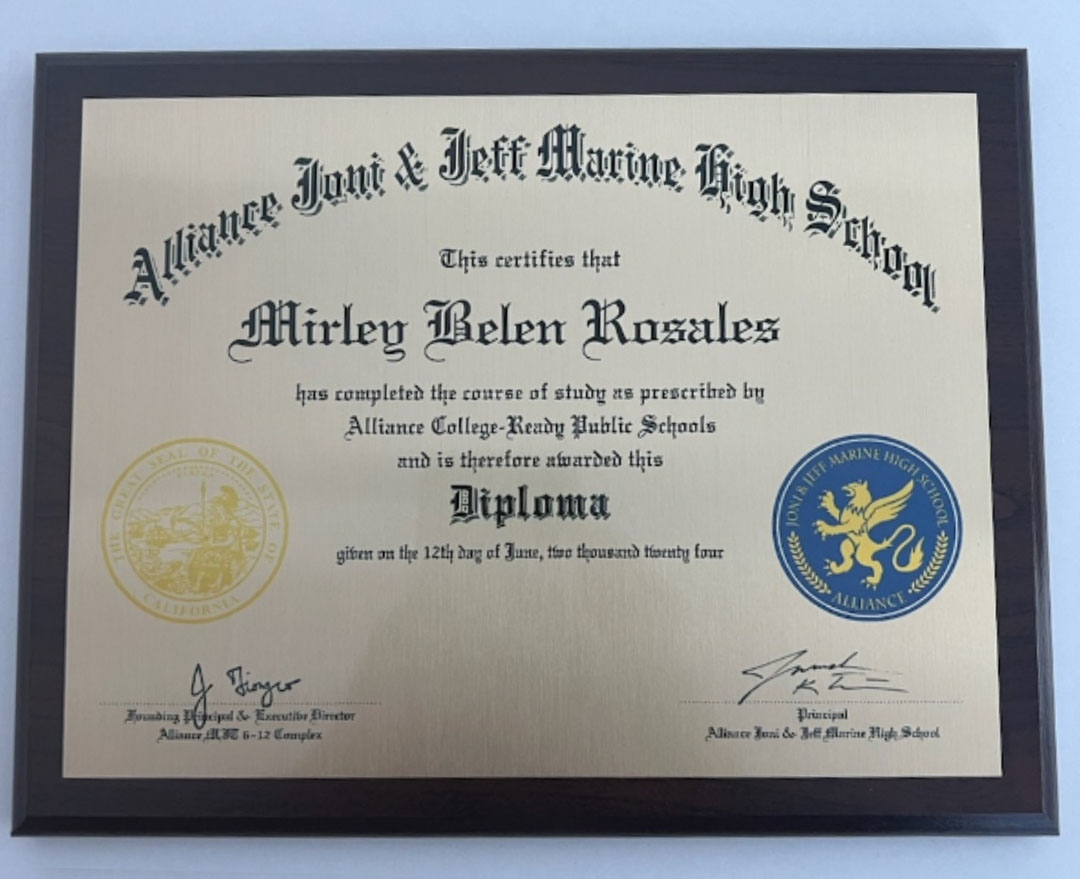 Alliance Joni & Jeff Marine High School
This certifies that
Mirley Belen Rosales
has completed the course of study as prescribed by
Alliance College-Ready Public Schools
and is therefore awarded this
Diploma
given on the 12th day of June, two thousand twenty four
THE GREAT SEAL OF THE STATE OF CALIFORNIA
JONI & JEFF MARINE HIGH SCHOOL
ALLIANCE
Founding Principal & Executive Director
Alliance MIT 6-12 Complex
Principal
Alliance Joni & Jeff Marine High School